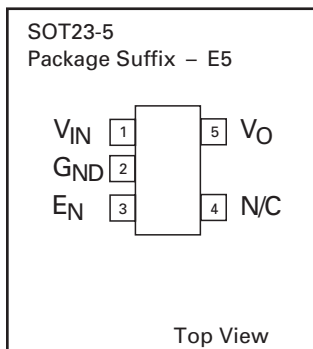 SOT23-5
Package Suffix – E5
VIN 1 5 VO
GND 2
EN 3 4 N/C
Top View